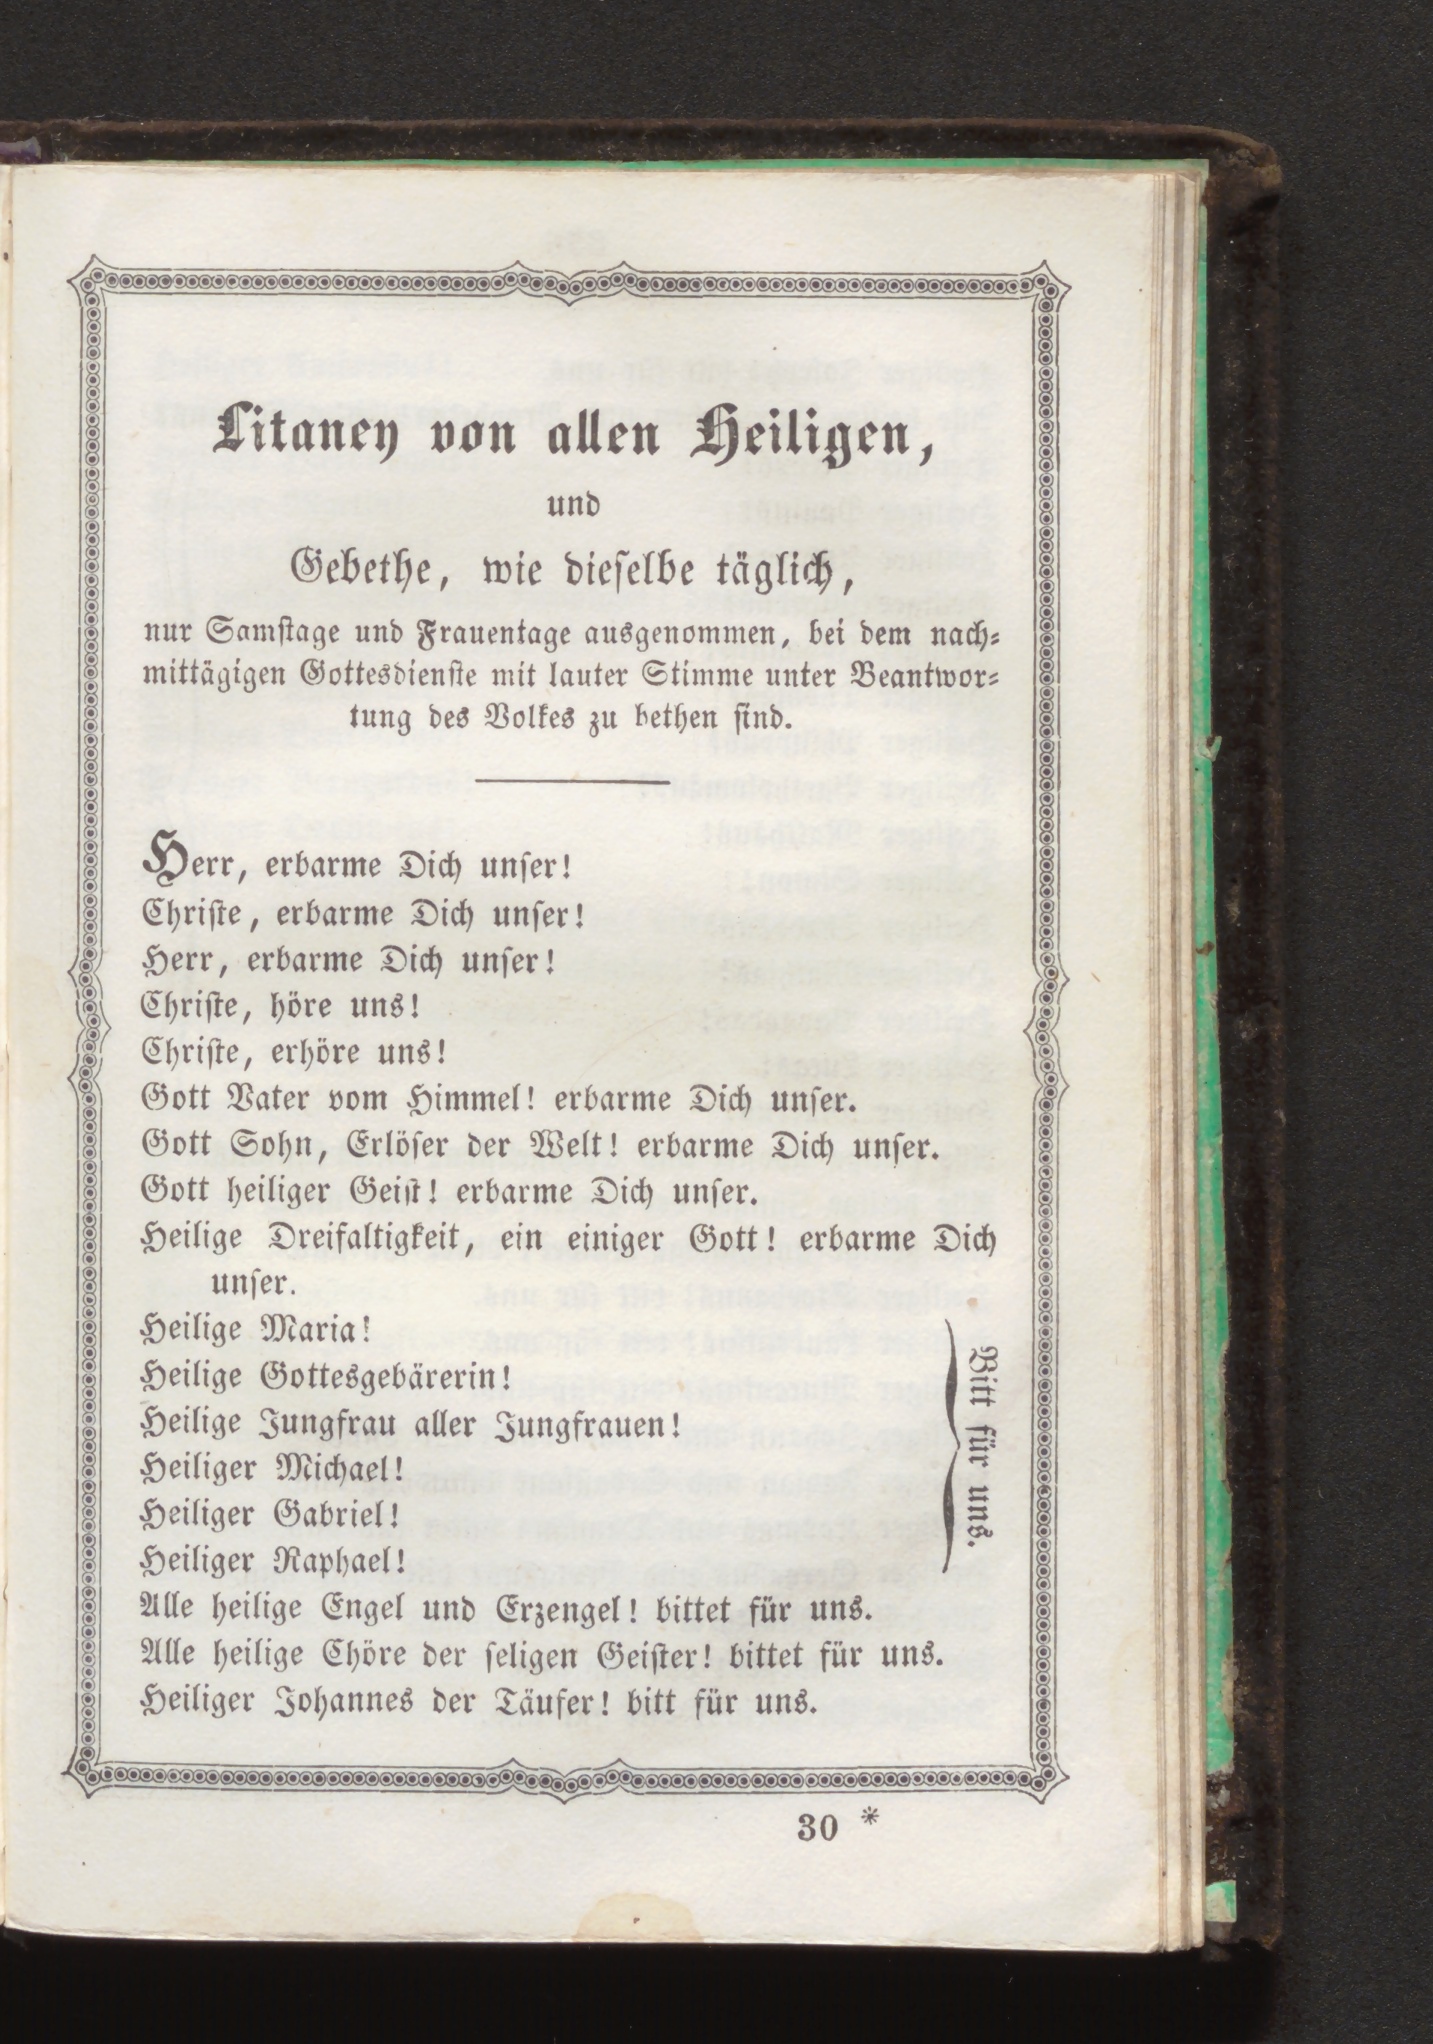 Litaney von allen Heiligen,
und
Gebethe, wie dieselbe täglich,
nur Samstage und Frauentage ausgenommen, bei dem nach-
mittägigen Gottesdienste mit lauter Stimme unter Beantwor-
tung des Volkes zu bethen sind.
Herr, erbarme Dich unser!
Christe, erbarme Dich unser!
Herr, erbarme Dich unser!
Christe, höre uns!
Christe, erhöre uns!
Gott Vater vom Himmel! erbarme Dich unser.
Gott Sohn, Erlöser der Welt! erbarme Dich unser.
Gott heiliger Geist! erbarme Dich unser.
Heilige Dreifaltigkeit, ein einiger Gott! erbarme Dich
unser.
Heilige Maria!
Heilige Gottesgebärerin!
Heilige Jungfrau aller Jungfrauen!
Heiliger Michael!
Heiliger Gabriel!
Heiliger Raphael!
Bitt für uns.
Alle heilige Engel und Erzengel! bittet für uns.
Alle heilige Chöre der seligen Geister! bittet für uns.
Heiliger Johannes der Täufer! bitt für uns.
30 *